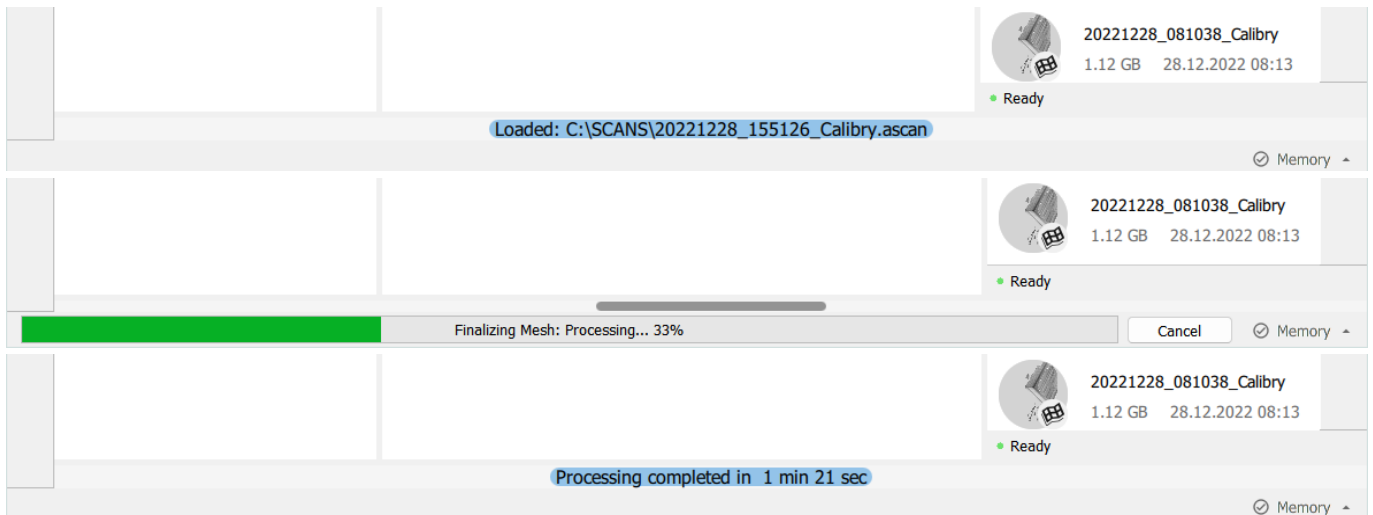 20221228_081038_Calibry
1.12 GB 28.12.2022 08:13
Ready
Loaded: C:\SCANS\20221228_155126_Calibry.ascan
Memory
20221228_081038_Calibry
1.12 GB 28.12.2022 08:13
Ready
Finalizing Mesh: Processing... 33% Cancel Memory
20221228_081038_Calibry
1.12 GB 28.12.2022 08:13
Ready
Processing completed in 1 min 21 sec
Memory